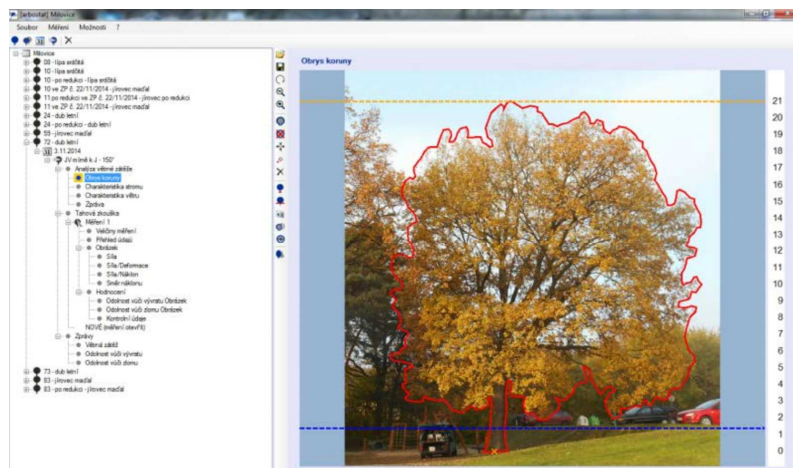 [arbostat] Milovice
Soubor Měření Možnosti ?
Milovice
08 - lípa srdčitá
10 - lípa srdčitá
10 - po redukci - lípa srdčitá
10 ve ZP č. 22/11/2014 - jírovec maďal
11 po redukci ve ZP č. 22/11/2014 - jírovec po redukci
11 ve ZP č. 22/11/2014 - jírovec maďal
24 - dub letní
24 - po redukci - dub letní
59 - jírovec maďal
72 - dub letní
3.11.2014
JV mírně k J - 150°
Analýza větrné zátěže
Obrys koruny
Charakteristika stromu
Charakteristika větru
Zpráva
Tahová zkouška
Měření 1
Veličiny měření
Přehled údajů
Obrázek
Síla
Síla/Deformace
Síla/Náklon
Směr náklonu
Hodnocení
Odolnost vůči vývratu Obrázek
Odolnost vůči zlomu Obrázek
Kontrolní údaje
NOVÉ (měření otevřít)
Zprávy
Větrná zátěž
Odolnost vůči vývratu
Odolnost vůči zlomu
73 - dub letní
83 - jírovec maďal
83 - po redukci - jírovec maďal
Obrys koruny
21
20
19
18
17
16
15
14
13
12
11
10
9
8
7
6
5
4
3
2
1
0